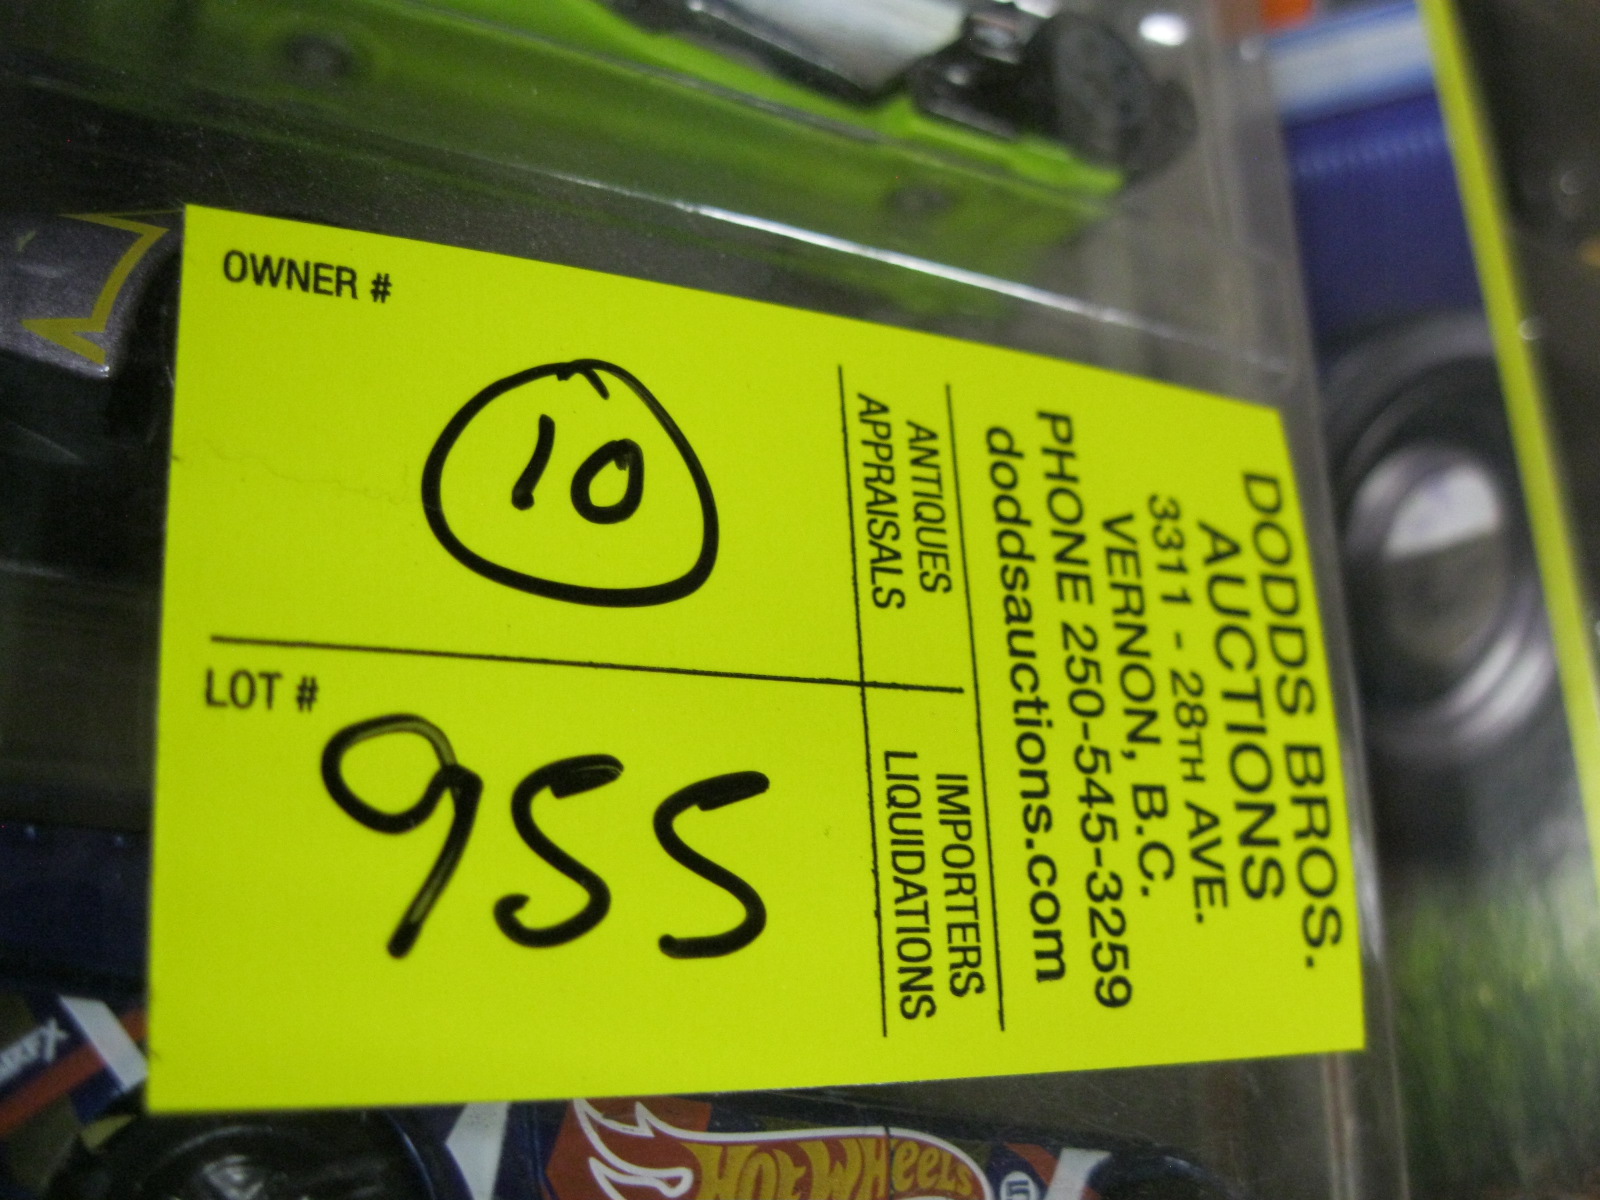 OWNER #
10
LOT #
955
DODDS BROS.
AUCTIONS
3311 - 28TH AVE.
VERNON, B.C.
PHONE 250-545-3259
doddsauctions.com
ANTIQUES
APPRAISALS
IMPORTERS
LIQUIDATIONS
Hot Wheels